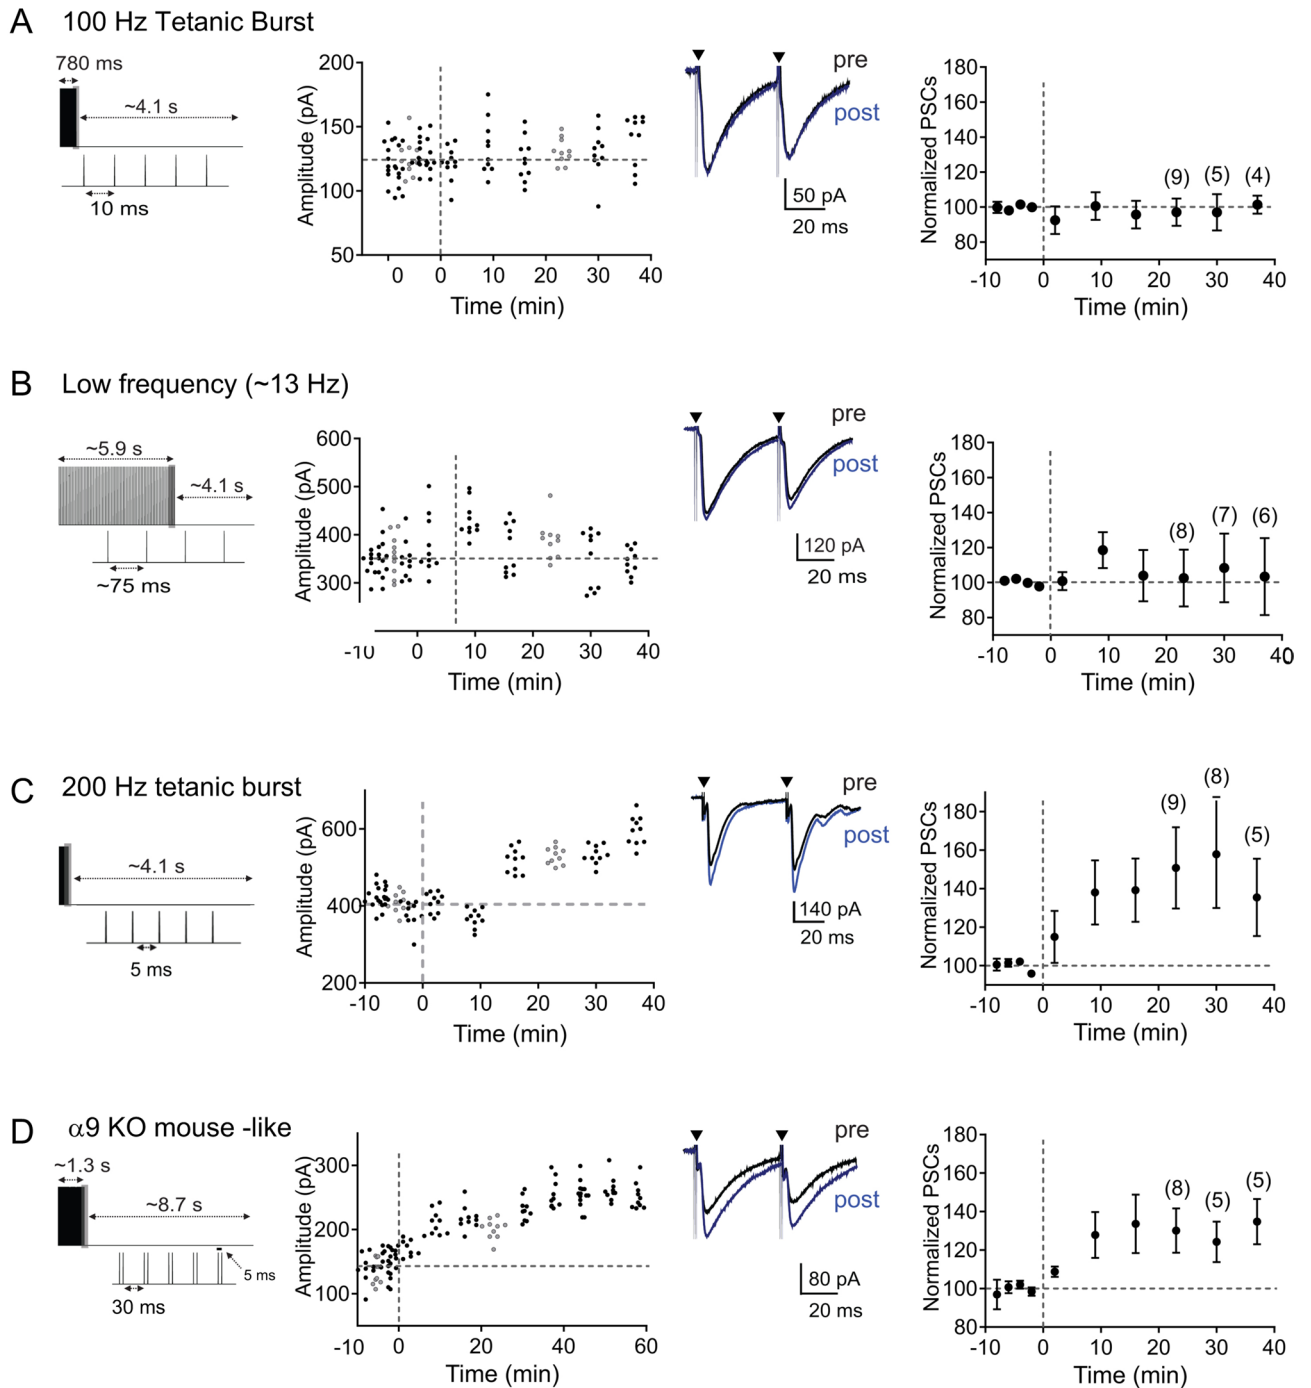 A 100 Hz Tetanic Burst
780 ms
~4.1 s
10 ms
Amplitude (pA)
200
150
100
50
0 0 10 20 30 40
Time (min)
pre
post
50 pA
20 ms
Normalized PSCs
180
160
140
120
100
80
(9) (5) (4)
-10 0 10 20 30 40
Time (min)
B Low frequency (~13 Hz)
~5.9 s
~4.1 s
~75 ms
Amplitude (pA)
600
500
400
300
-10 0 10 20 30 40
Time (min)
pre
post
120 pA
20 ms
Normalized PSCs
180
160
140
120
100
80
(8) (7) (6)
-10 0 10 20 30 40
Time (min)
C 200 Hz tetanic burst
~4.1 s
5 ms
Amplitude (pA)
600
400
200
-10 0 10 20 30 40
Time (min)
pre
post
140 pA
20 ms
Normalized PSCs
180
160
140
120
100
(9) (8) (5)
-10 0 10 20 30 40
Time (min)
D α9 KO mouse -like
~1.3 s
~8.7 s
5 ms
30 ms
Amplitude (pA)
300
200
100
-10 0 20 40 60
Time (min)
pre
post
80 pA
20 ms
Normalized PSCs
180
160
140
120
100
80
(8) (5) (5)
-10 0 10 20 30 40
Time (min)